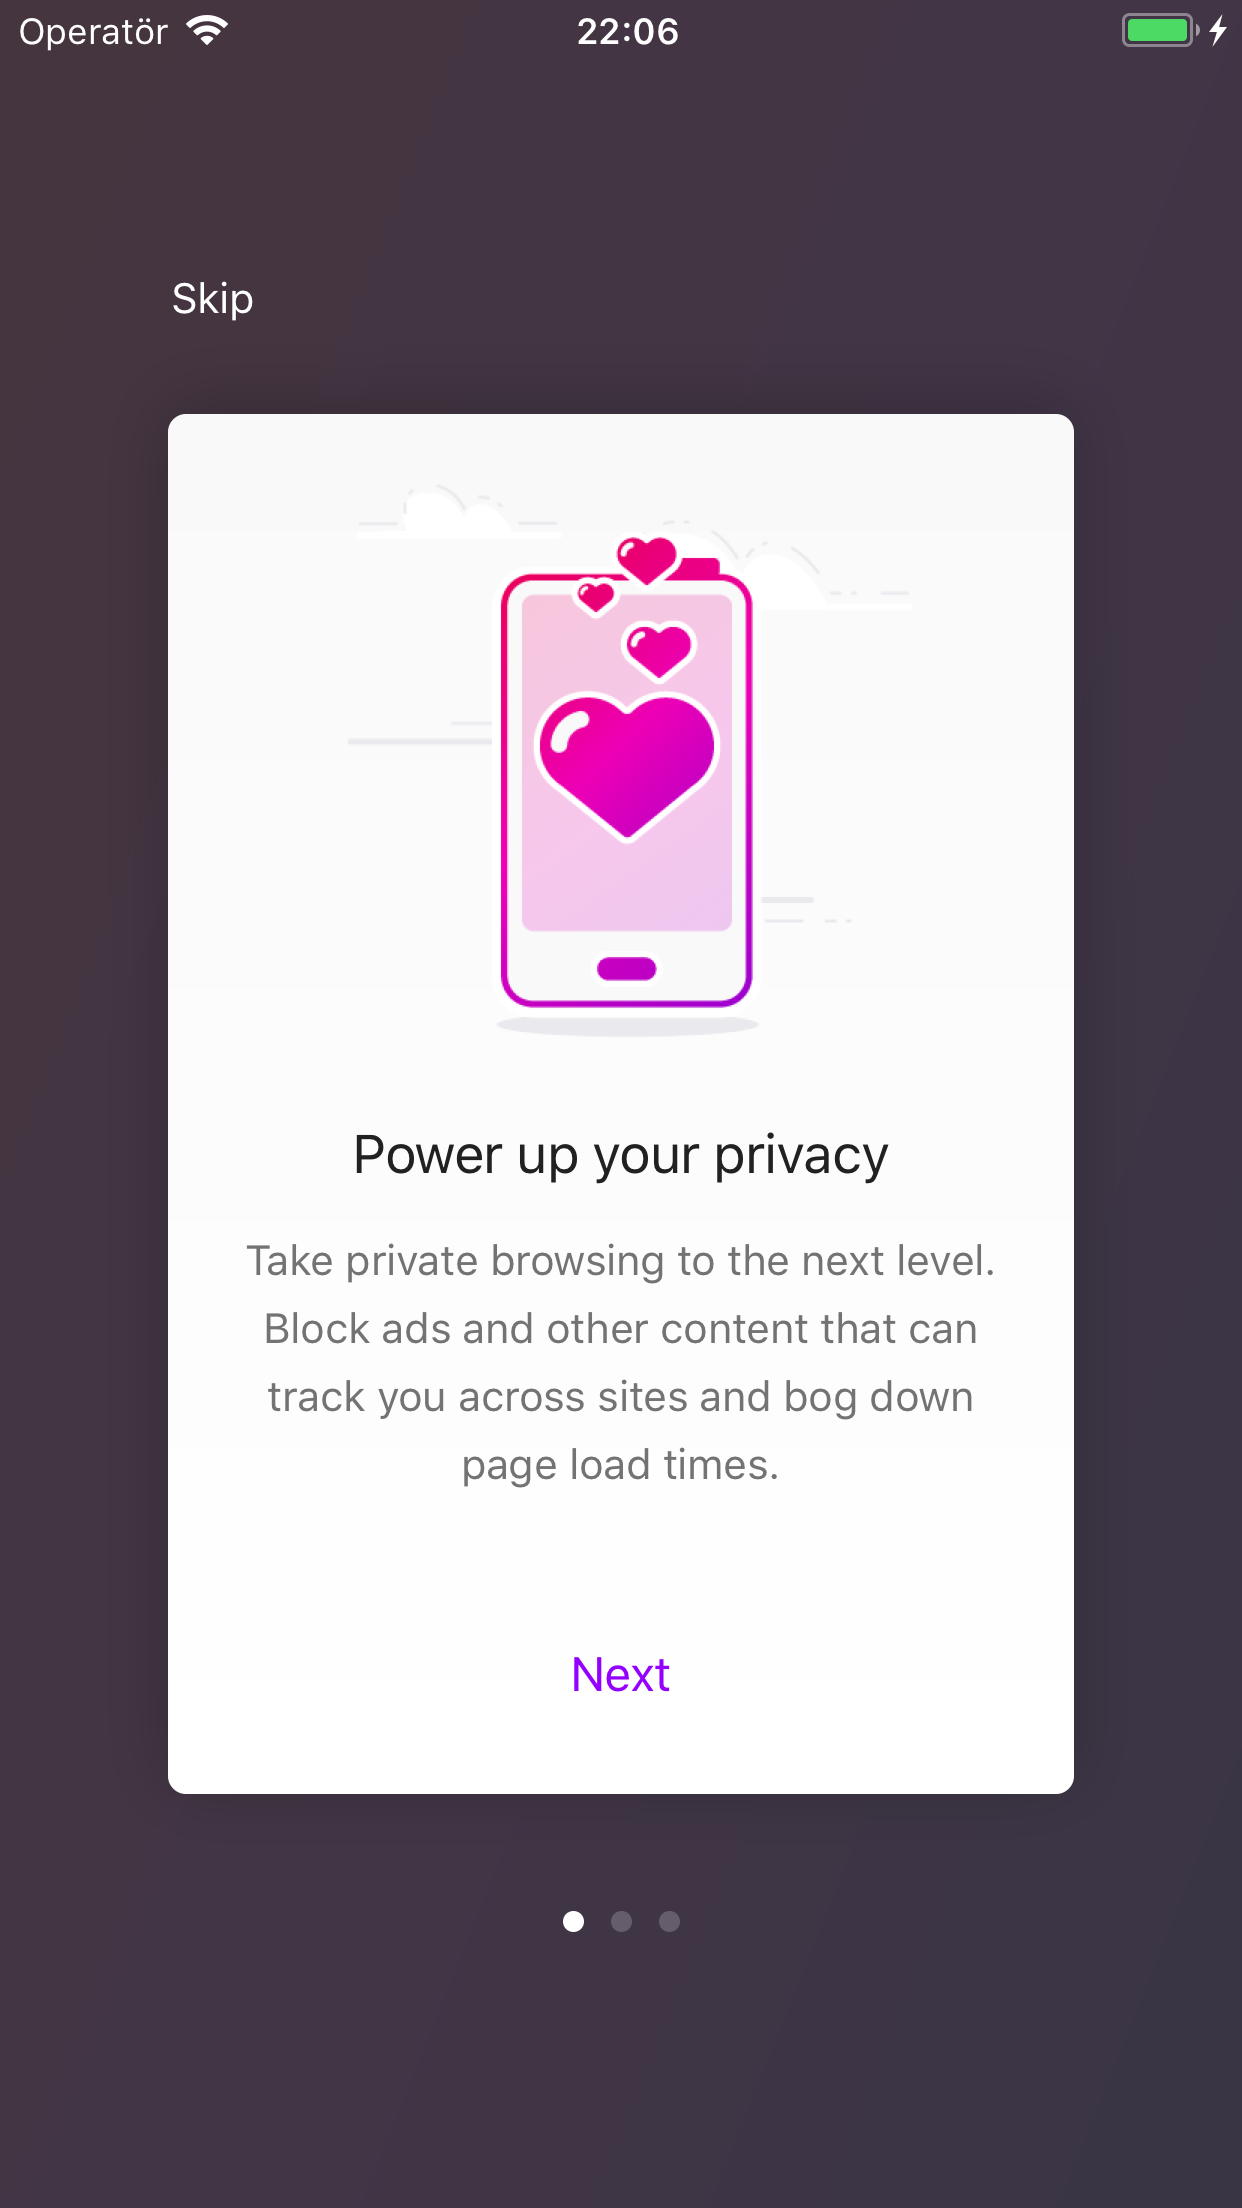 Operatör
22:06
Skip
Power up your privacy
Take private browsing to the next level.
Block ads and other content that can
track you across sites and bog down
page load times.
Next